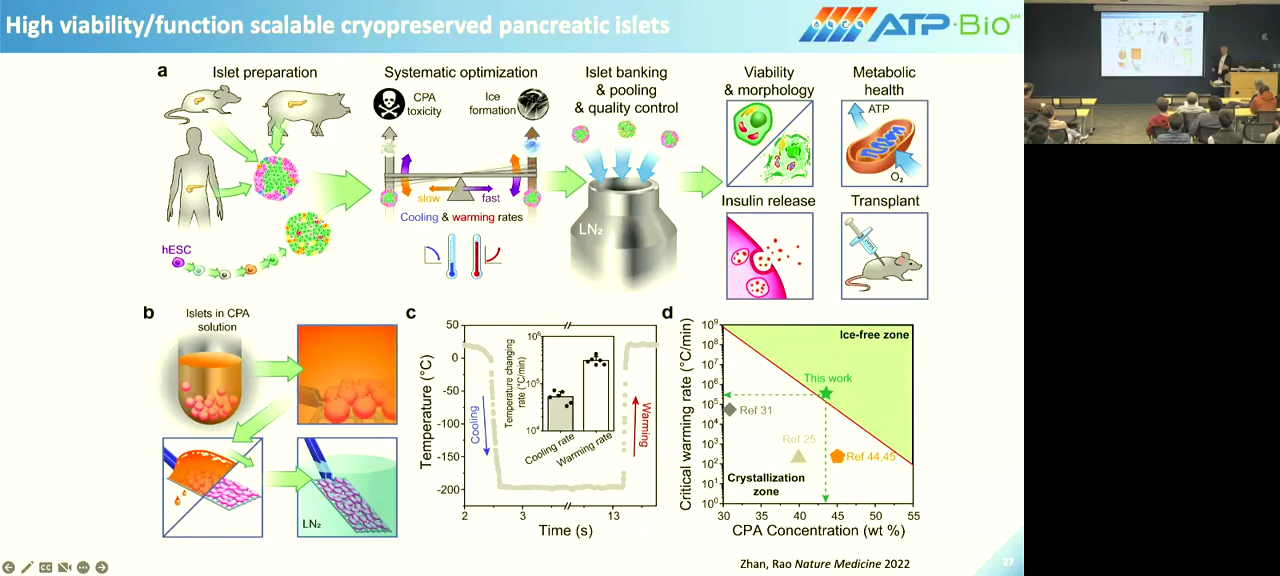 High viability/function scalable cryopreserved pancreatic islets
ATP-Bio℠
a
Islet preparation
hESC
Systematic optimization
CPA
toxicity
Ice
formation
slow
fast
Cooling & warming rates
Islet banking
& pooling
& quality control
LN₂
Viability
& morphology
Metabolic
health
ATP
O₂
Insulin release
Transplant
b
Islets in CPA
solution
LN₂
c
Temperature (°C)
50
0
-50
-100
-150
-200
2
3
13
Time (s)
Cooling
Warming
Temperature changing
rate (°C/min)
10⁶
10⁵
10⁴
Cooling rate
Warming rate
d
Critical warming rate (°C/min)
10⁹
10⁸
10⁷
10⁶
10⁵
10⁴
10³
10²
10¹
10⁰
Ice-free zone
This work
Ref 31
Ref 25
Ref 44,45
Crystallization
zone
30
35
40
45
50
55
CPA Concentration (wt %)
Zhan, Rao Nature Medicine 2022
27